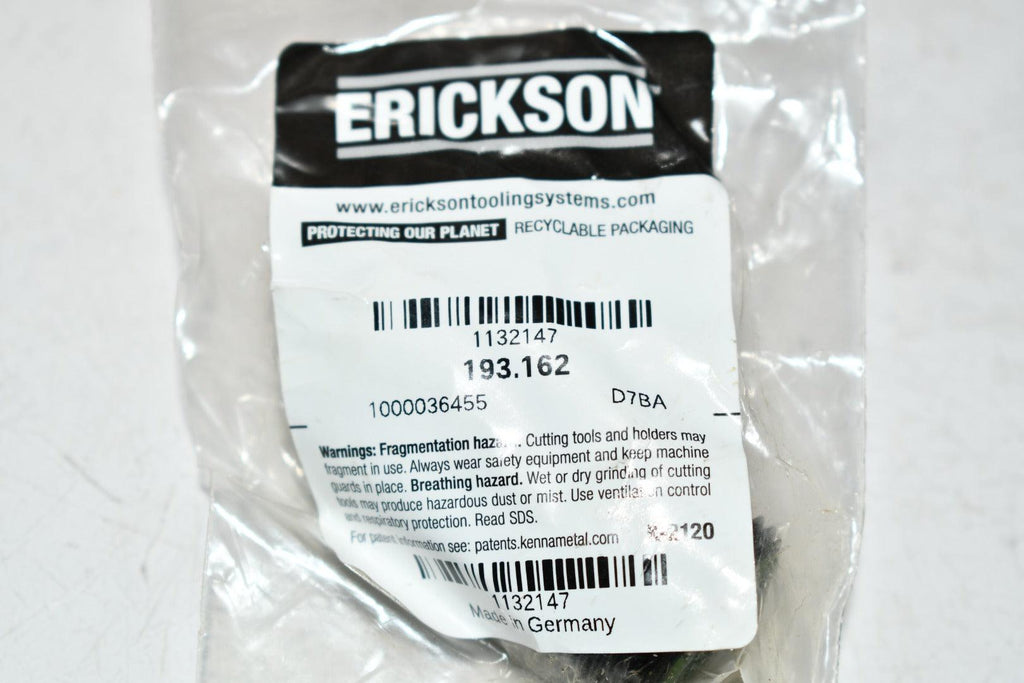 ERICKSON
www.ericksontoolingsystems.com
PROTECTING OUR PLANET RECYCLABLE PACKAGING
1132147
193.162
1000036455 D7BA
Warnings: Fragmentation Cutting tools and holders may
fragment in use. Always wear safety equipment and keep machine
guards in place. Breathing hazard. Wet or dry grinding of cutting
tools may produce hazardous dust or mist. Use ventilation control
and respiratory protection. Read SDS.
For patent information see: patents.kennametal.com K-2120
1132147
Made in Germany